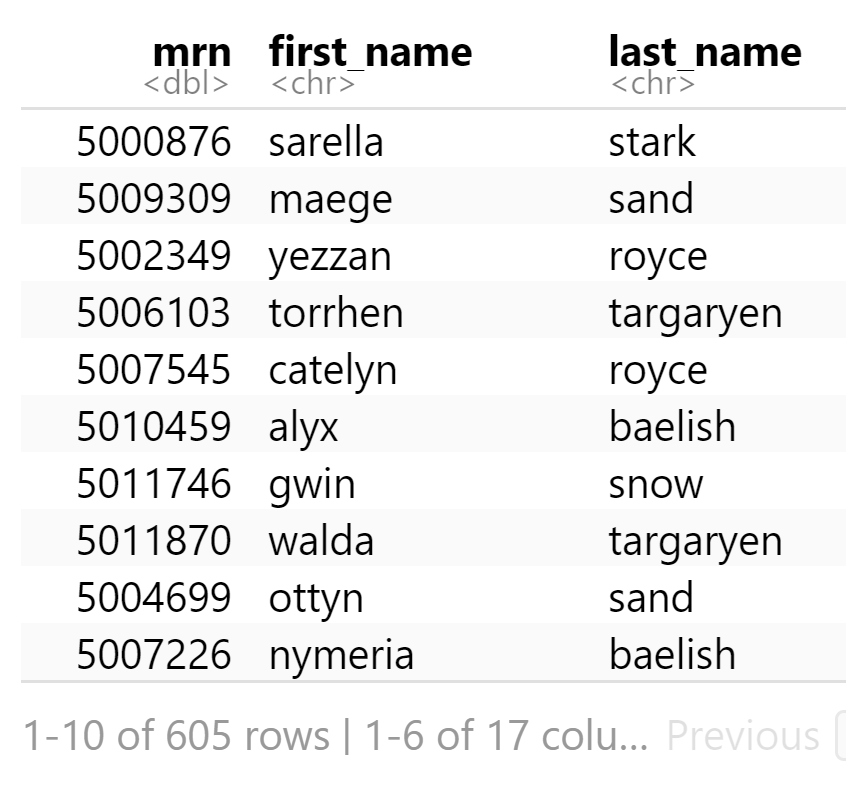 mrn first_name last_name
<dbl> <chr> <chr>
5000876 sarella stark
5009309 maege sand
5002349 yezzan royce
5006103 torrhen targaryen
5007545 catelyn royce
5010459 alyx baelish
5011746 gwin snow
5011870 walda targaryen
5004699 ottyn sand
5007226 nymeria baelish
1-10 of 605 rows | 1-6 of 17 colu... Previous